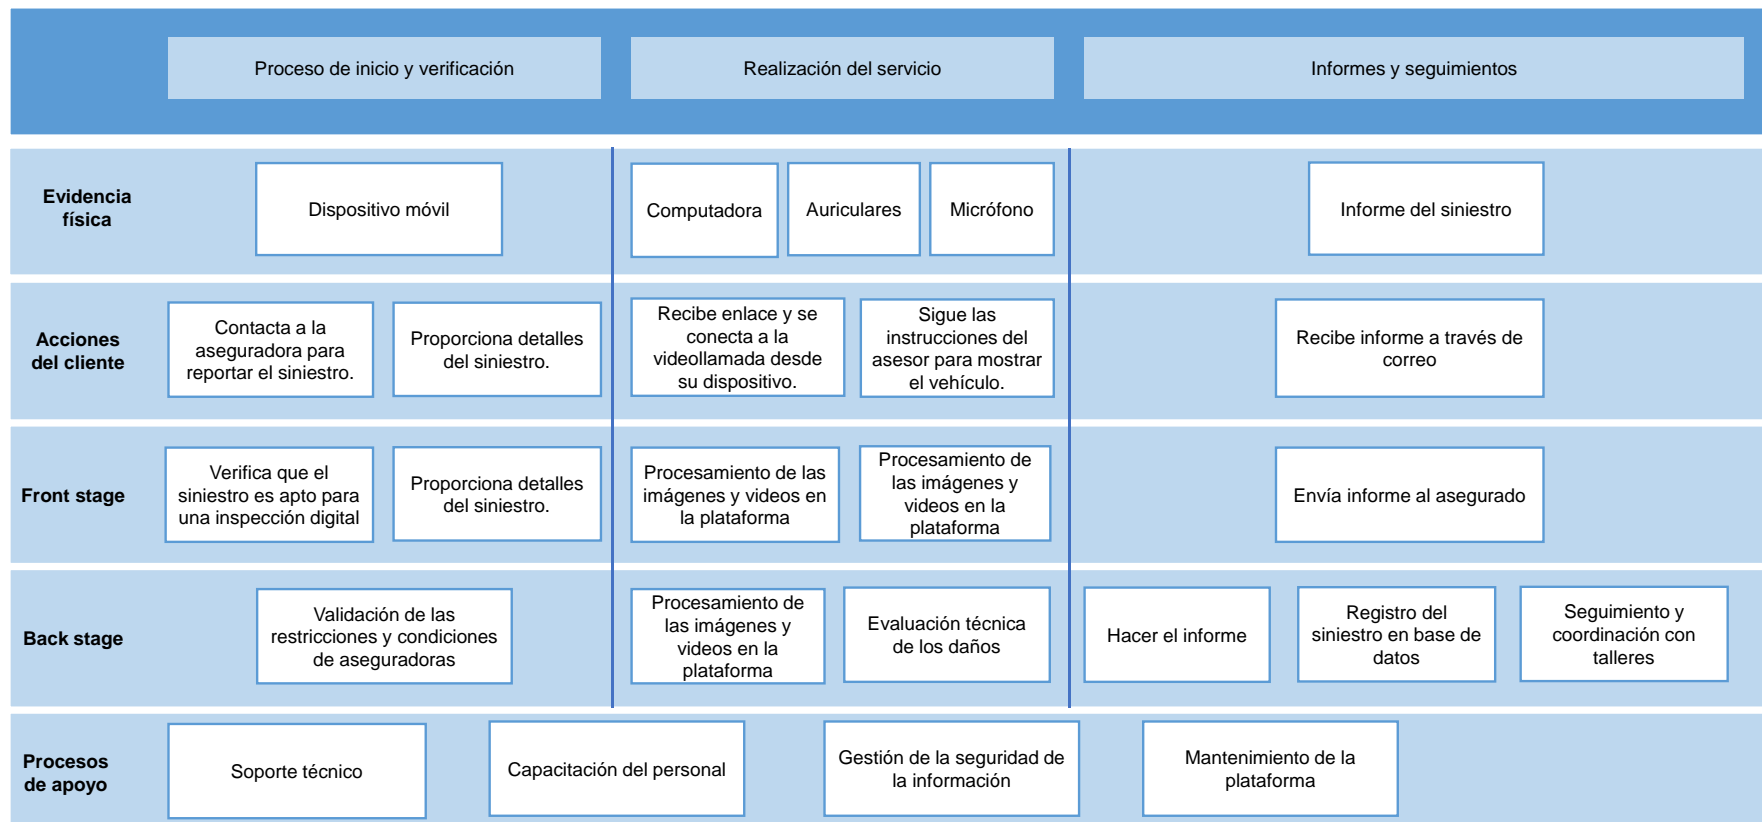 Proceso de inicio y verificación
Realización del servicio
Informes y seguimientos
Evidencia
física
Dispositivo móvil
Computadora
Auriculares
Micrófono
Informe del siniestro
Acciones
del cliente
Contacta a la
aseguradora para
reportar el siniestro.
Proporciona detalles
del siniestro.
Recibe enlace y se
conecta a la
videollamada desde
su dispositivo.
Sigue las
instrucciones del
asesor para mostrar
el vehículo.
Recibe informe a través de
correo
Front stage
Verifica que el
siniestro es apto para
una inspección digital
Proporciona detalles
del siniestro.
Procesamiento de las
imágenes y videos en
la plataforma
Procesamiento de
las imágenes y
videos en la
plataforma
Envía informe al asegurado
Back stage
Validación de las
restricciones y condiciones
de aseguradoras
Procesamiento de
las imágenes y
videos en la
plataforma
Evaluación técnica
de los daños
Hacer el informe
Registro del
siniestro en base de
datos
Seguimiento y
coordinación con
talleres
Procesos
de apoyo
Soporte técnico
Capacitación del personal
Gestión de la seguridad de
la información
Mantenimiento de la
plataforma